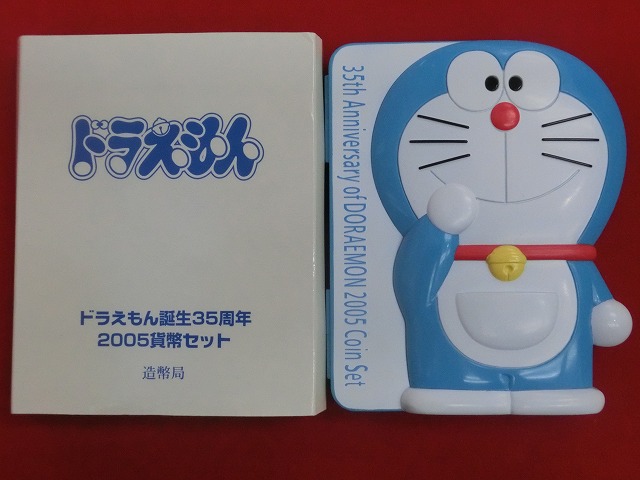 ドラえもん
ドラえもん誕生35周年
2005貨幣セット
造幣局
35th Anniversary of DORAEMON 2005 Coin Set